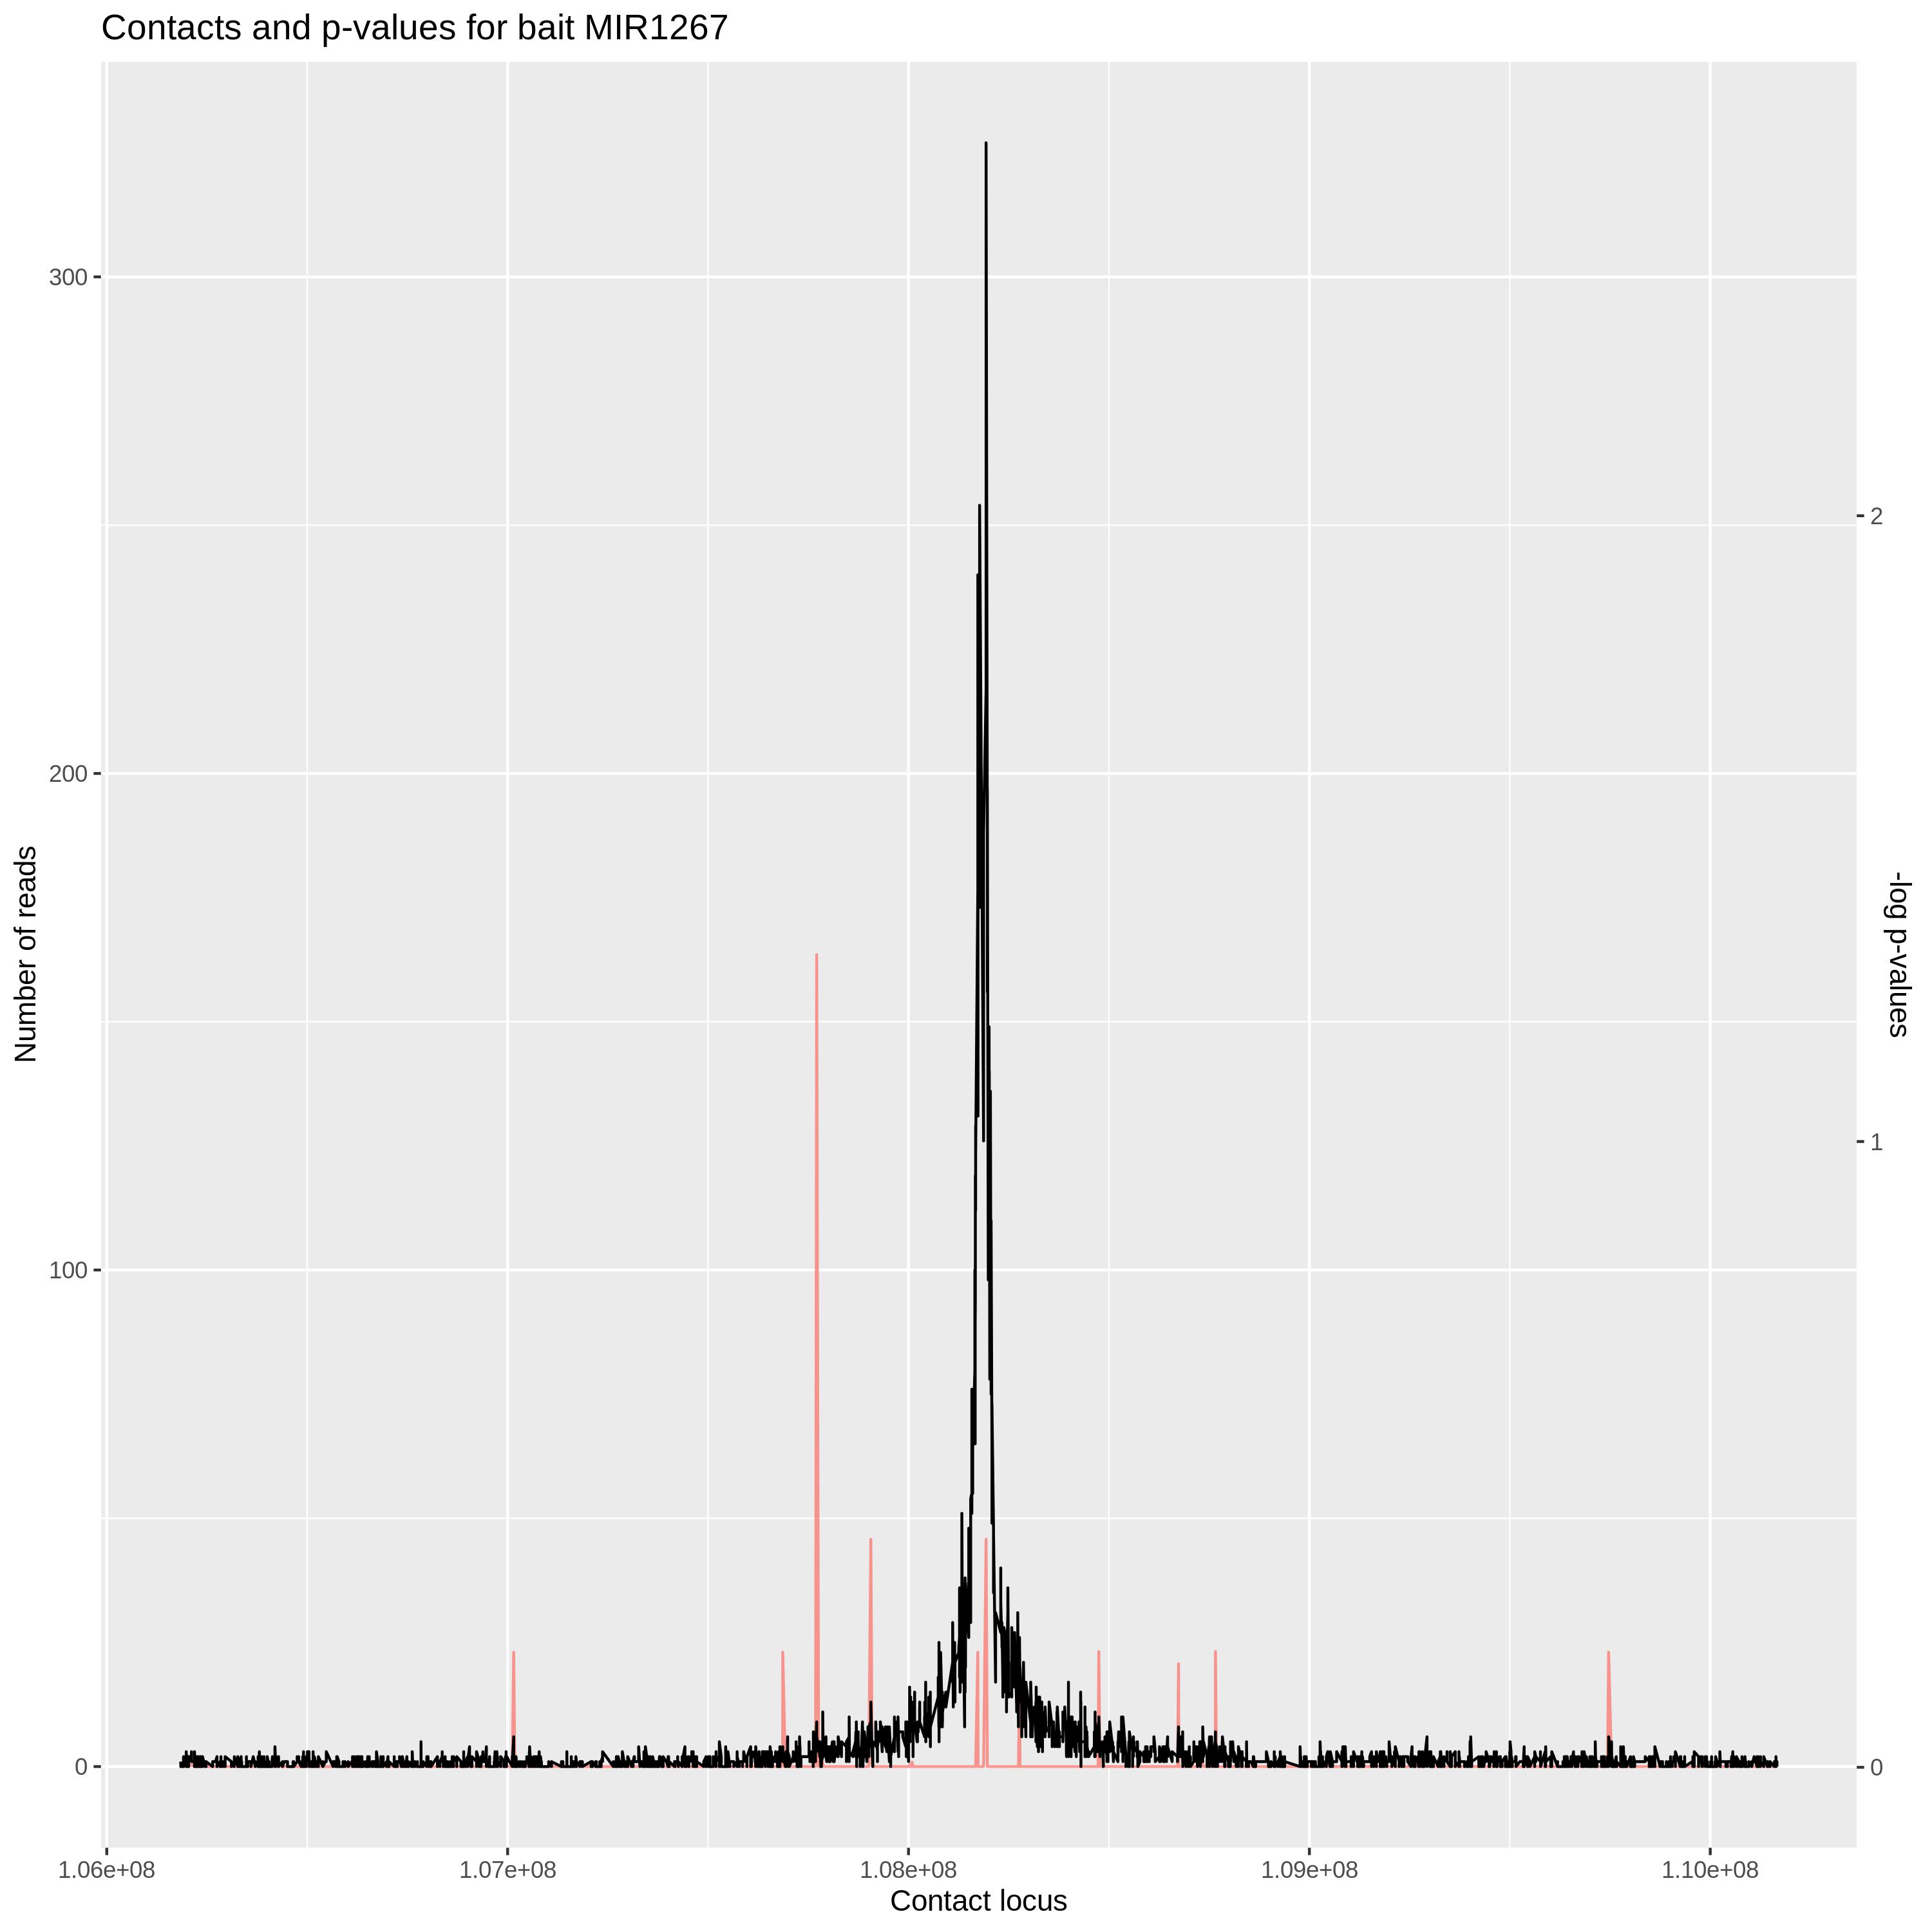 Contacts and p-values for bait MIR1267
Number of reads
300
200
100
0
2
1
0
-log p-values
1.06e+08
1.07e+08
1.08e+08
1.09e+08
1.10e+08
Contact locus